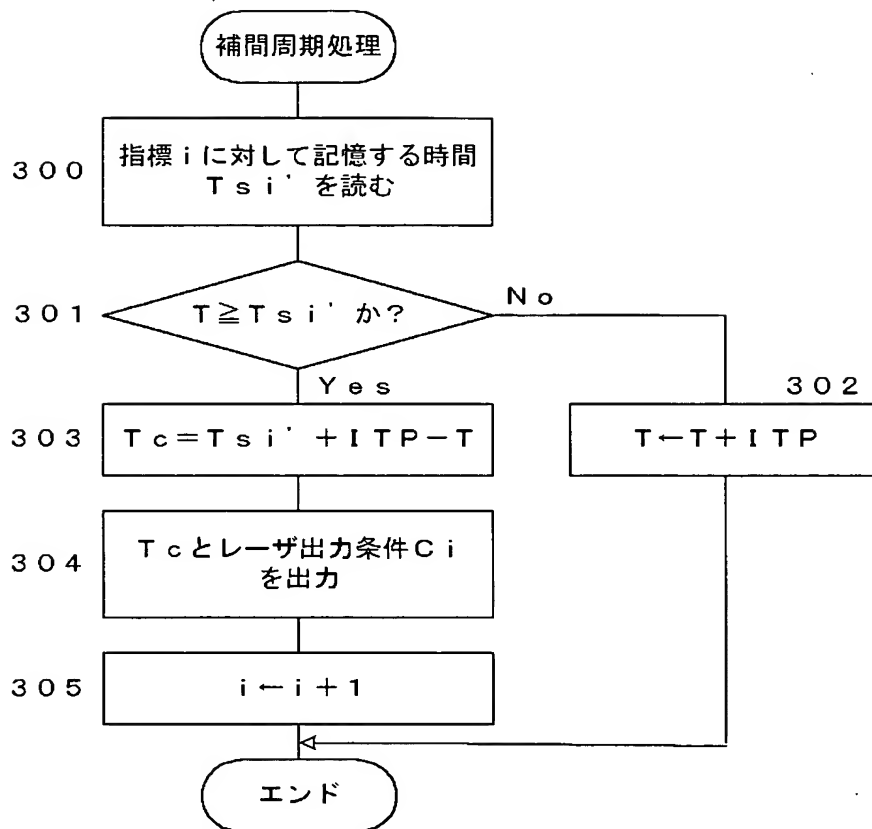 補間周期処理
300
指標iに対して記憶する時間
Tsi'を読む
301
T≧Tsi'か?
No
Yes
302
303
Tc=Tsi'+ITP-T
T←T+ITP
304
Tcとレーザ出力条件Ci
を出力
305
i←i+1
エンド